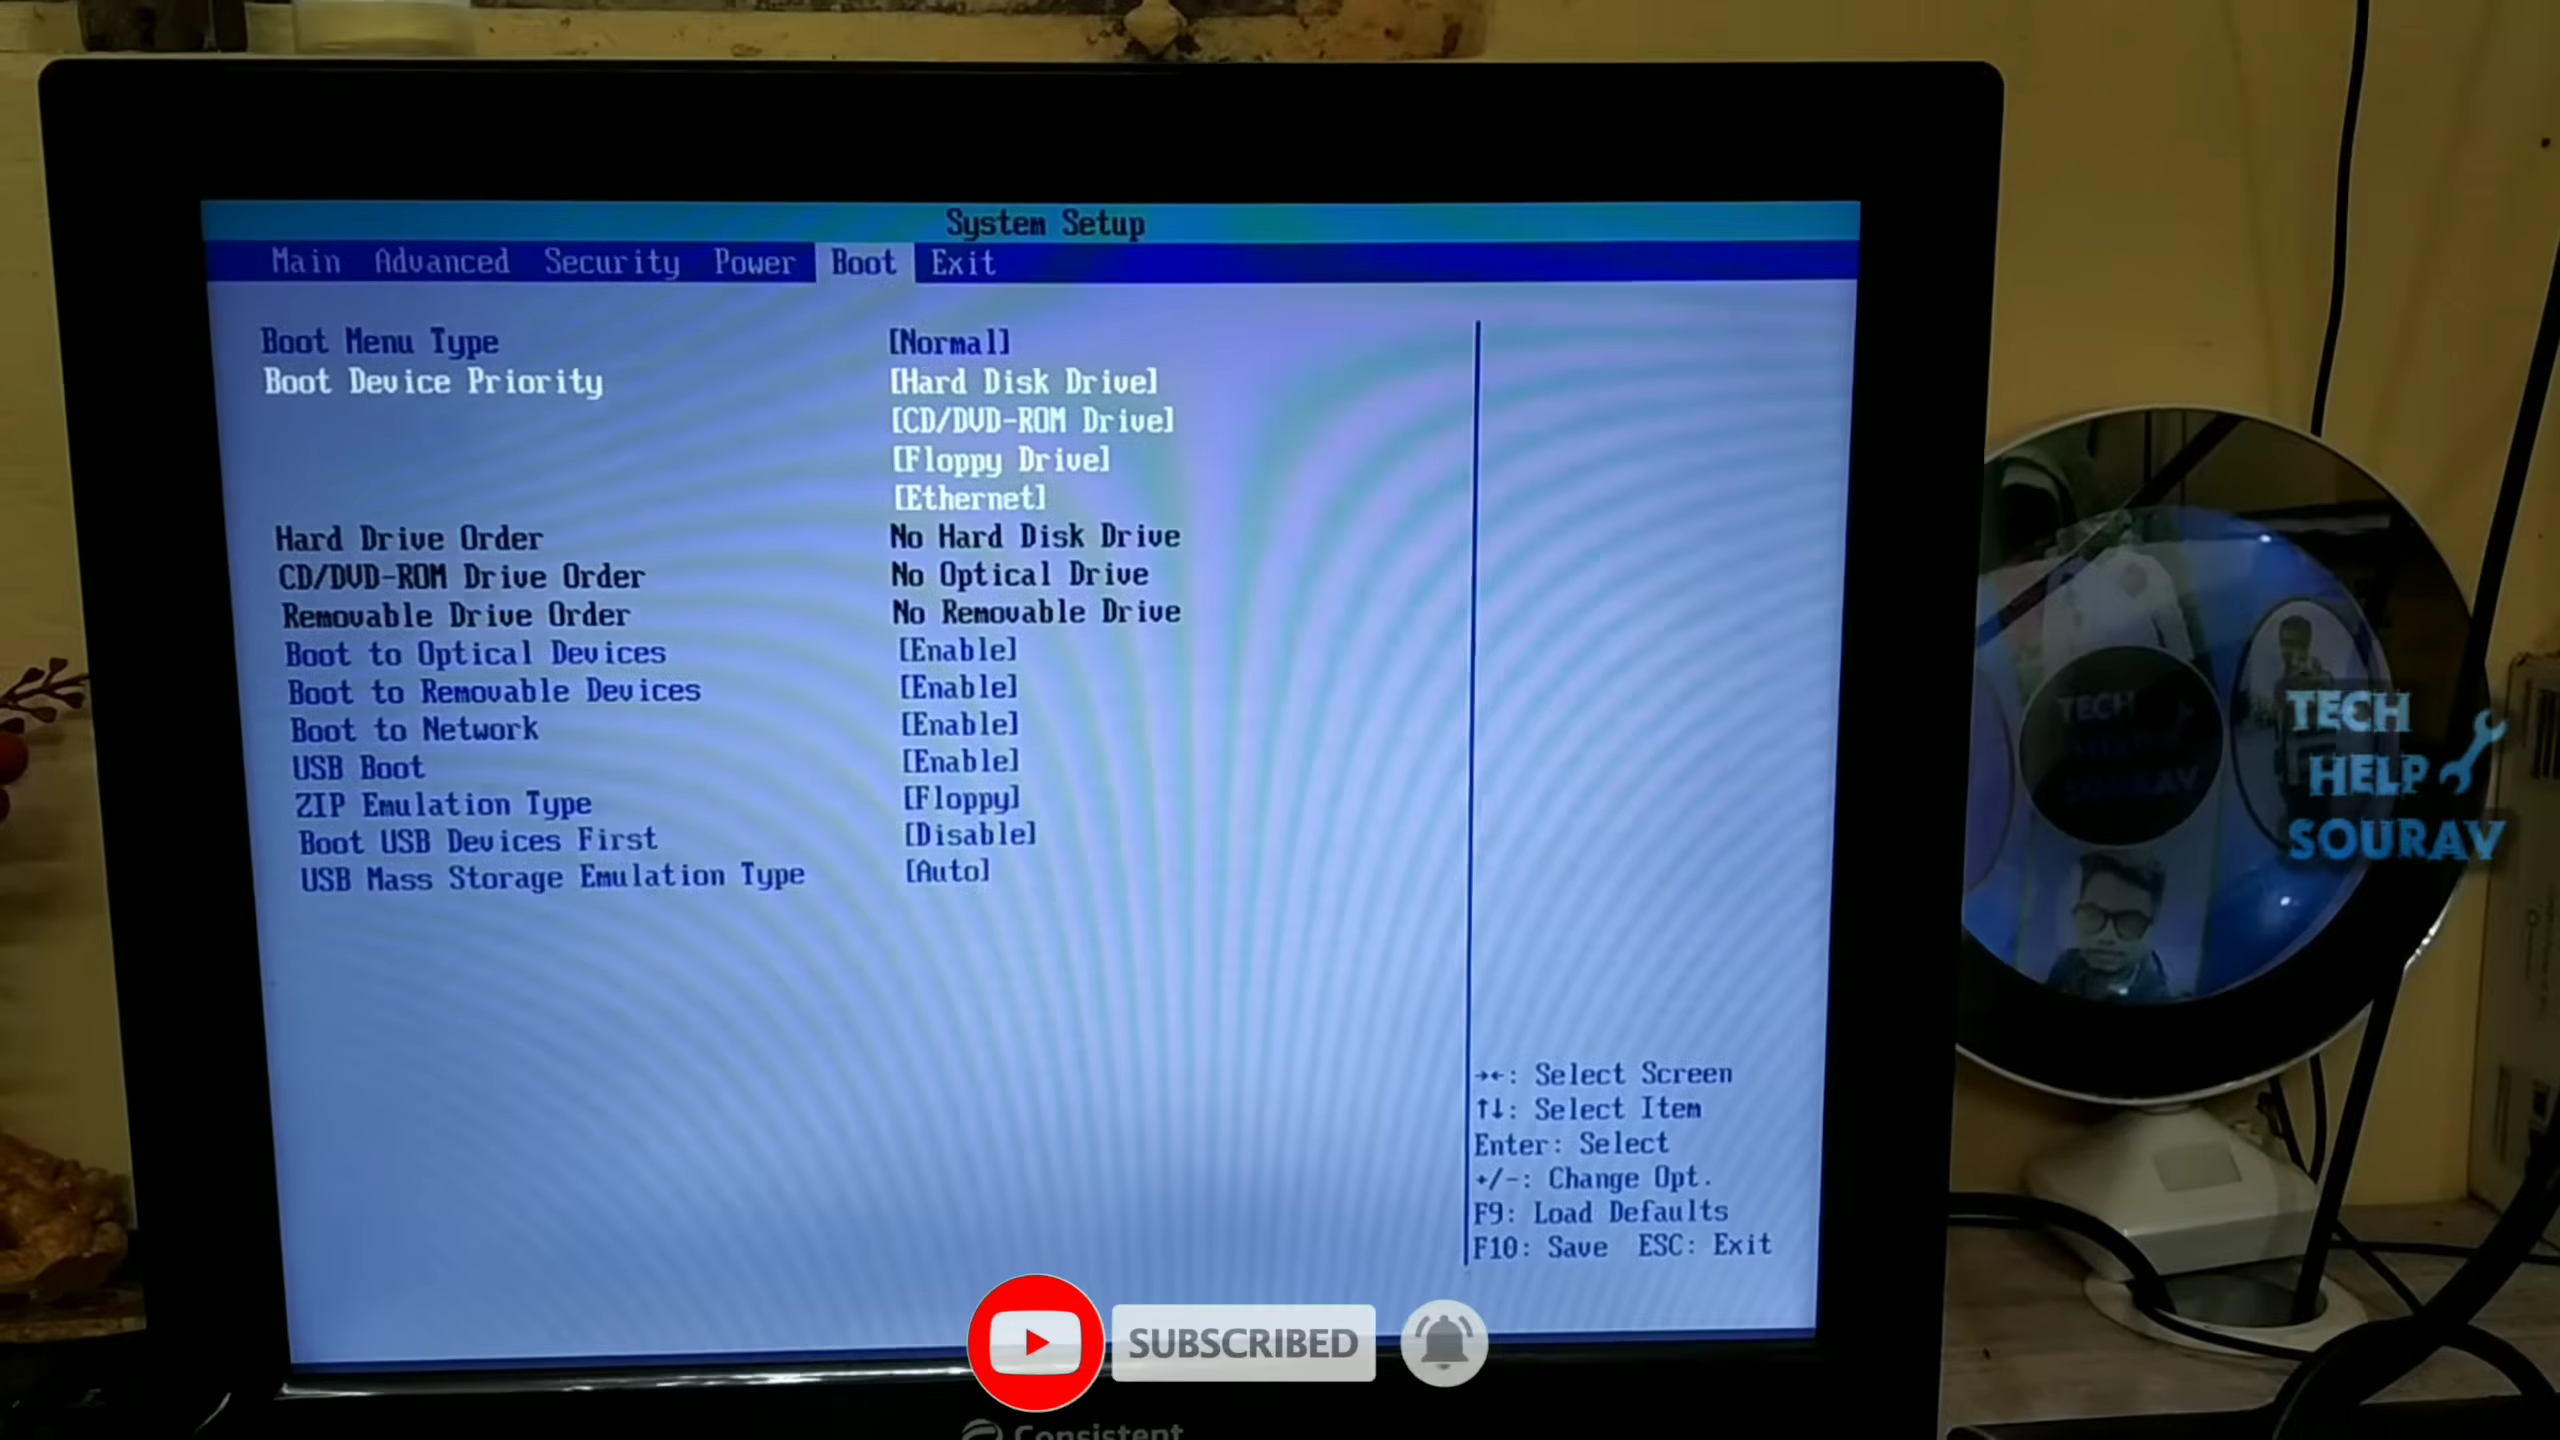 System Setup
Main Advanced Security Power Boot Exit
Boot Menu Type [Normal]
Boot Device Priority [Hard Disk Drive]
[CD/DVD-ROM Drive]
[Floppy Drive]
[Ethernet]
Hard Drive Order No Hard Disk Drive
CD/DVD-ROM Drive Order No Optical Drive
Removable Drive Order No Removable Drive
Boot to Optical Devices [Enable]
Boot to Removable Devices [Enable]
Boot to Network [Enable]
USB Boot [Enable]
ZIP Emulation Type [Floppy]
Boot USB Devices First [Disable]
USB Mass Storage Emulation Type [Auto]
→←: Select Screen
↑↓: Select Item
Enter: Select
+/-: Change Opt.
F9: Load Defaults
F10: Save ESC: Exit
SUBSCRIBED
Consistent
TECH
HELP
SOURAV
TECH
SOURAV